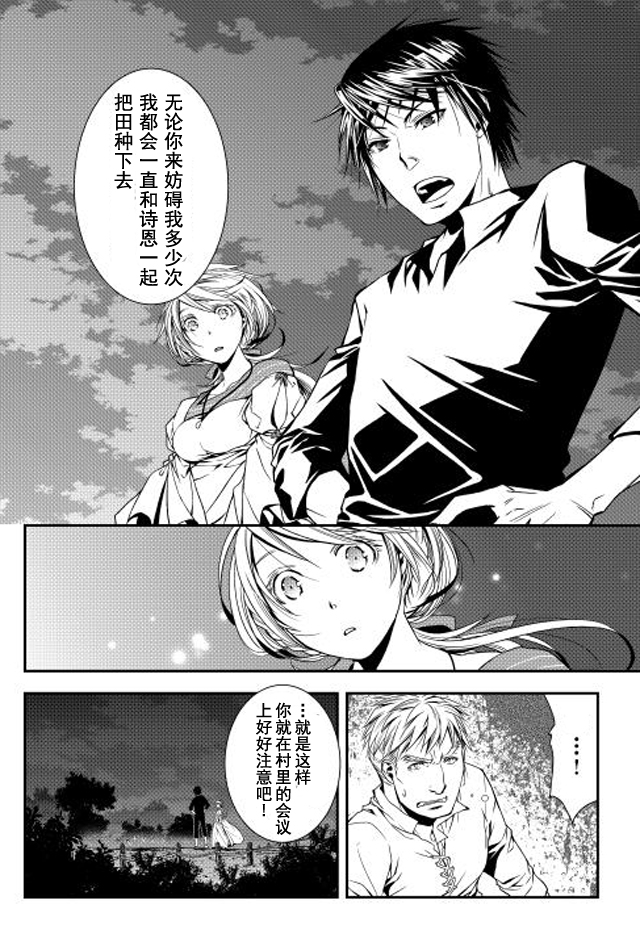 无论你来妨碍我多少次
我都会一直和诗恩一起
把田种下去
…!
…就是这样
你就在村里的会议
上好好注意吧!